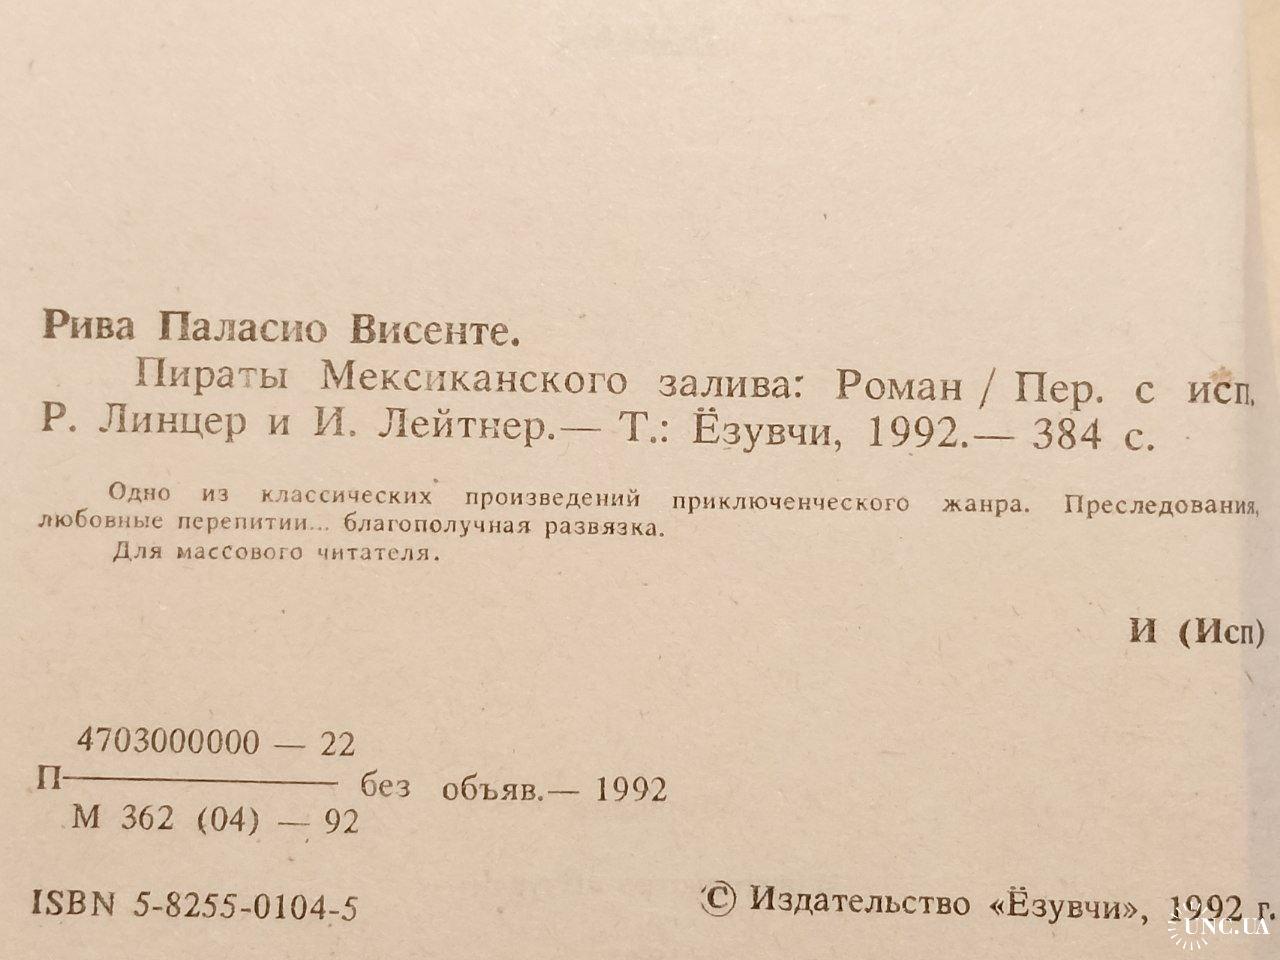 Рива Паласио Висенте.
Пираты Мексиканского залива: Роман / Пер. с исп.
Р. Линцер и И. Лейтнер.— Т.: Ёзувчи, 1992.— 384 с.
Одно из классических произведений приключенческого жанра. Преследования,
любовные перепитии... благополучная развязка.
Для массового читателя.
И (Исп)
4703000000 — 22
П
без объяв.— 1992
М 362 (04) — 92
ISBN 5-8255-0104-5
© Издательство «Ёзувчи», 1992 г.
UNC.UA